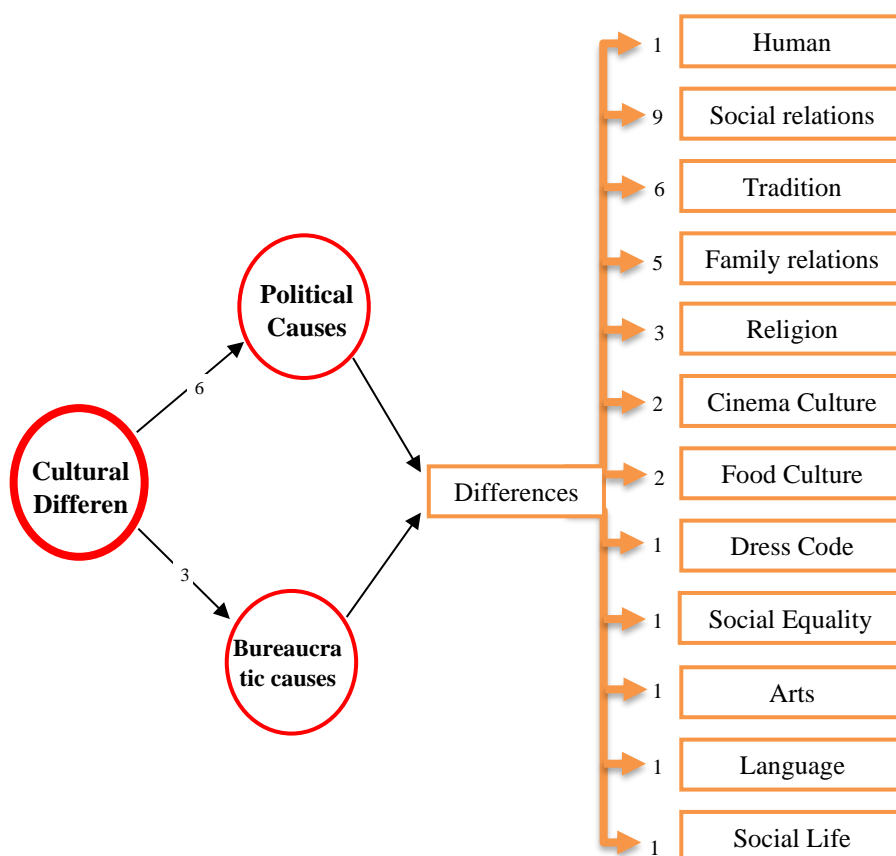 Cultural
Differen
6
3
Political
Causes
Bureaucra
tic causes
Differences
1 Human
9 Social relations
6 Tradition
5 Family relations
3 Religion
2 Cinema Culture
2 Food Culture
1 Dress Code
1 Social Equality
1 Arts
1 Language
1 Social Life